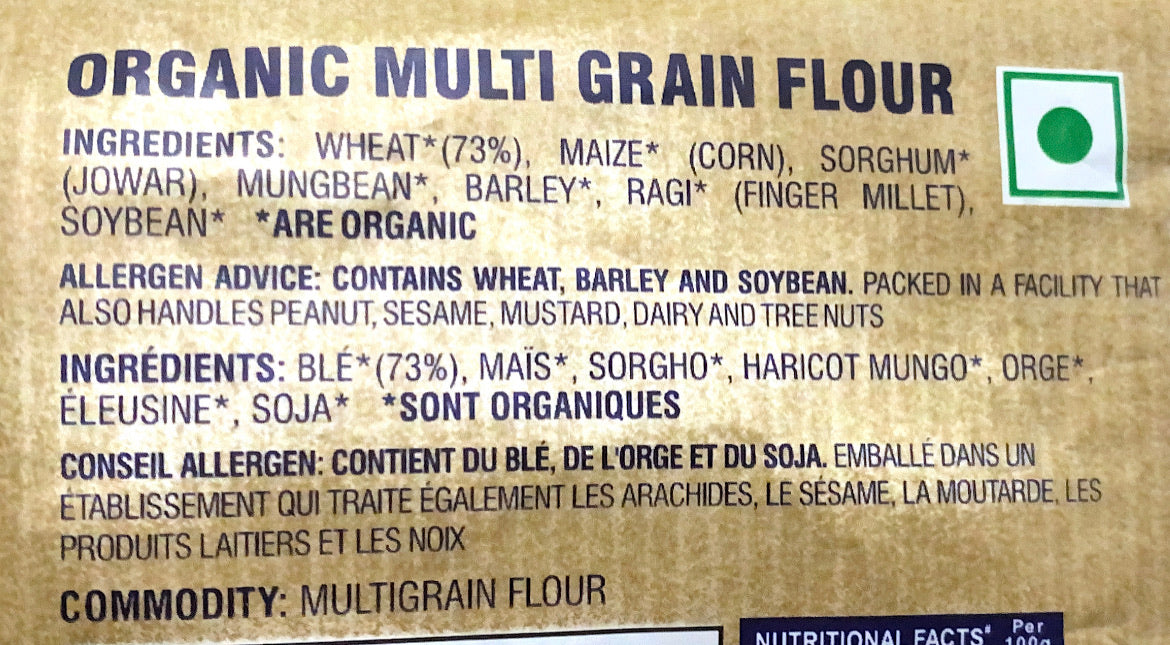 ORGANIC MULTI GRAIN FLOUR
INGREDIENTS: WHEAT*(73%), MAIZE* (CORN), SORGHUM*
(JOWAR), MUNGBEAN*, BARLEY*, RAGI* (FINGER MILLET),
SOYBEAN* *ARE ORGANIC
ALLERGEN ADVICE: CONTAINS WHEAT, BARLEY AND SOYBEAN. PACKED IN A FACILITY THAT
ALSO HANDLES PEANUT, SESAME, MUSTARD, DAIRY AND TREE NUTS
INGRÉDIENTS: BLÉ*(73%), MAÏS*, SORGHO*, HARICOT MUNGO*, ORGE*,
ÉLEUSINE*, SOJA* *SONT ORGANIQUES
CONSEIL ALLERGEN: CONTIENT DU BLÉ, DE L'ORGE ET DU SOJA. EMBALLÉ DANS UN
ÉTABLISSEMENT QUI TRAITE ÉGALEMENT LES ARACHIDES, LE SÉSAME, LA MOUTARDE, LES
PRODUITS LAITIERS ET LES NOIX
COMMODITY: MULTIGRAIN FLOUR
NUTRITIONAL FACTS# Per
100g